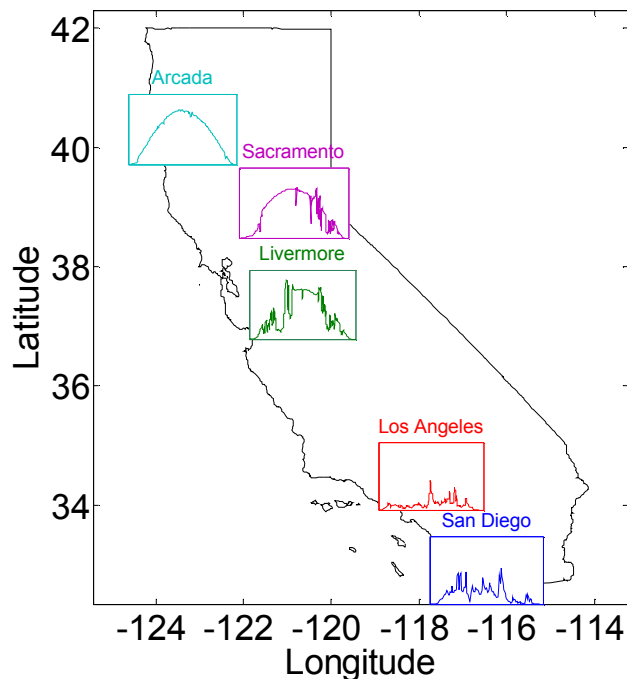 42
Arcada
40
Sacramento
38
Livermore
36
Los Angeles
34
San Diego
Latitude
-124 -122 -120 -118 -116 -114
Longitude